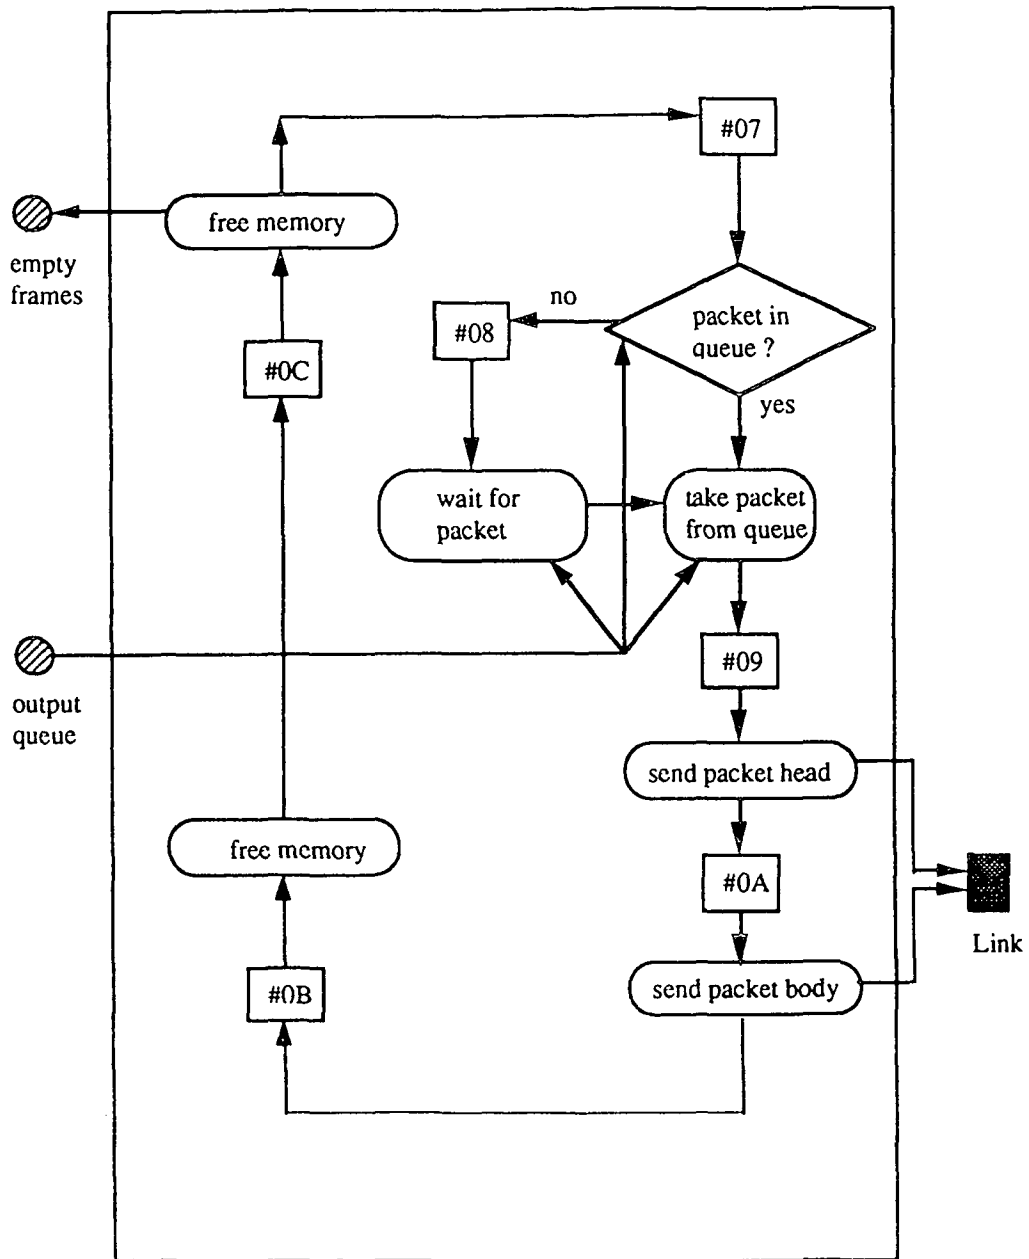 #07
free memory
empty
frames
no
packet in
queue ?
#08
#0C
yes
wait for
packet
take packet
from queue
#09
output
queue
send packet head
free memory
#0A
Link
send packet body
#0B